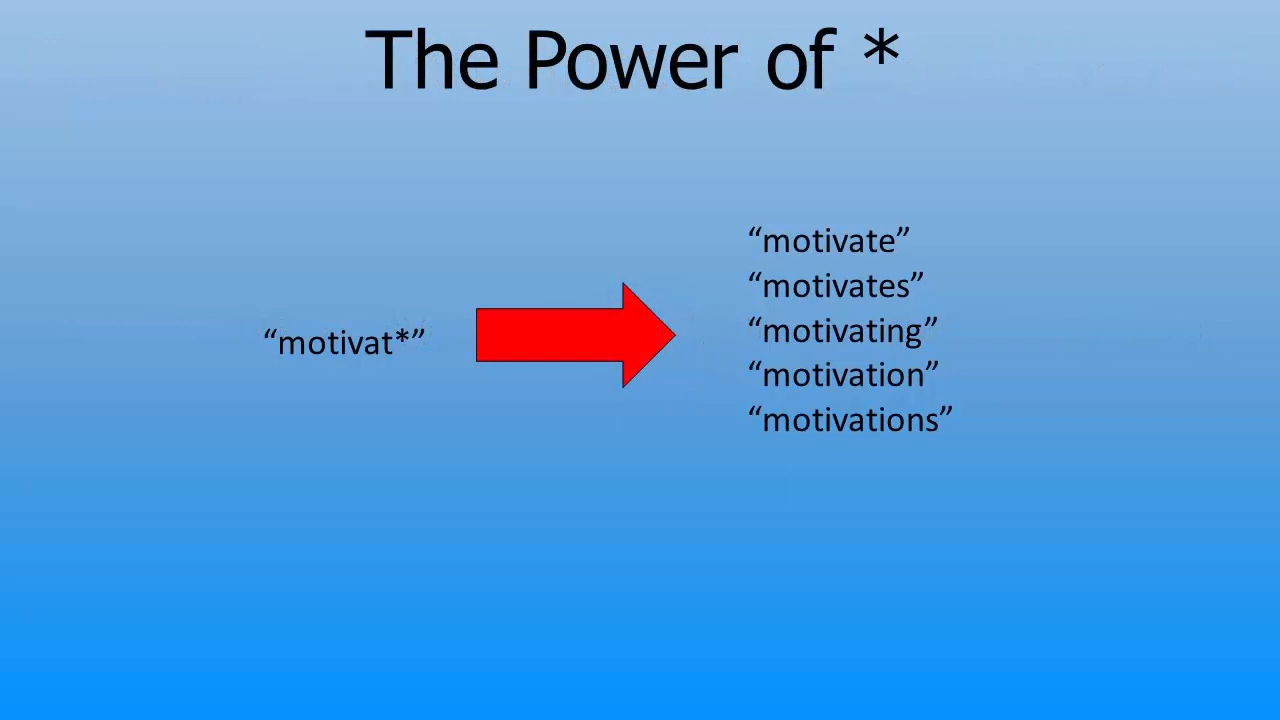 The Power of *
“motivat*”
“motivate”
“motivates”
“motivating”
“motivation”
“motivations”